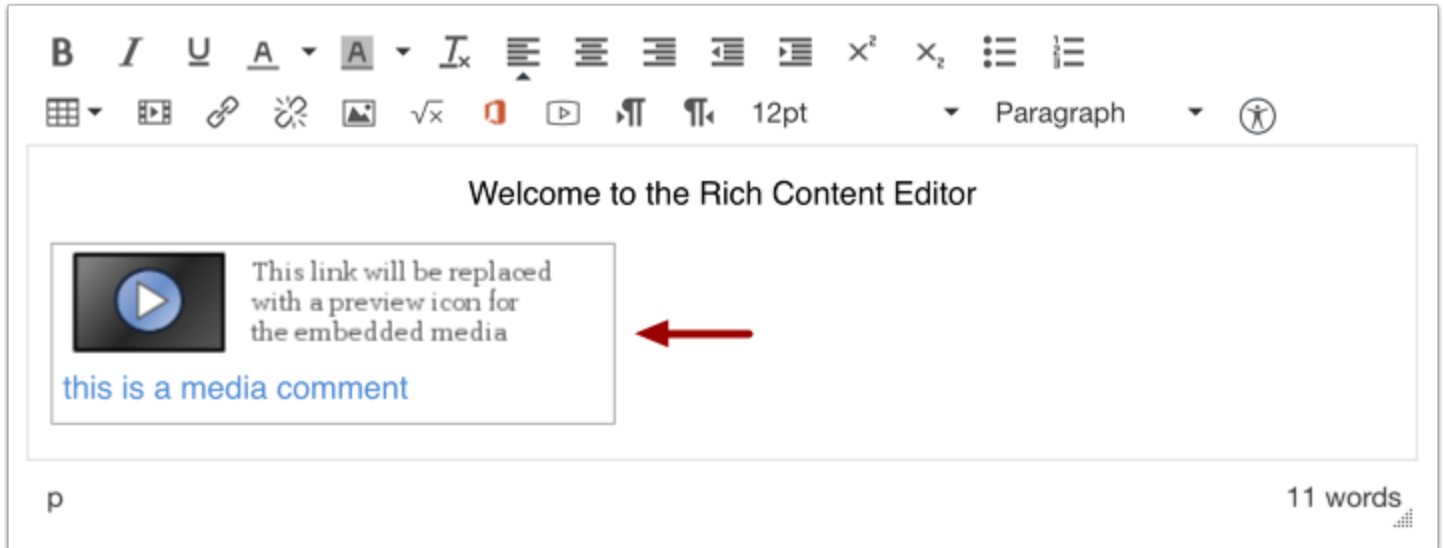 12pt Paragraph
Welcome to the Rich Content Editor
This link will be replaced
with a preview icon for
the embedded media
this is a media comment
p
11 words